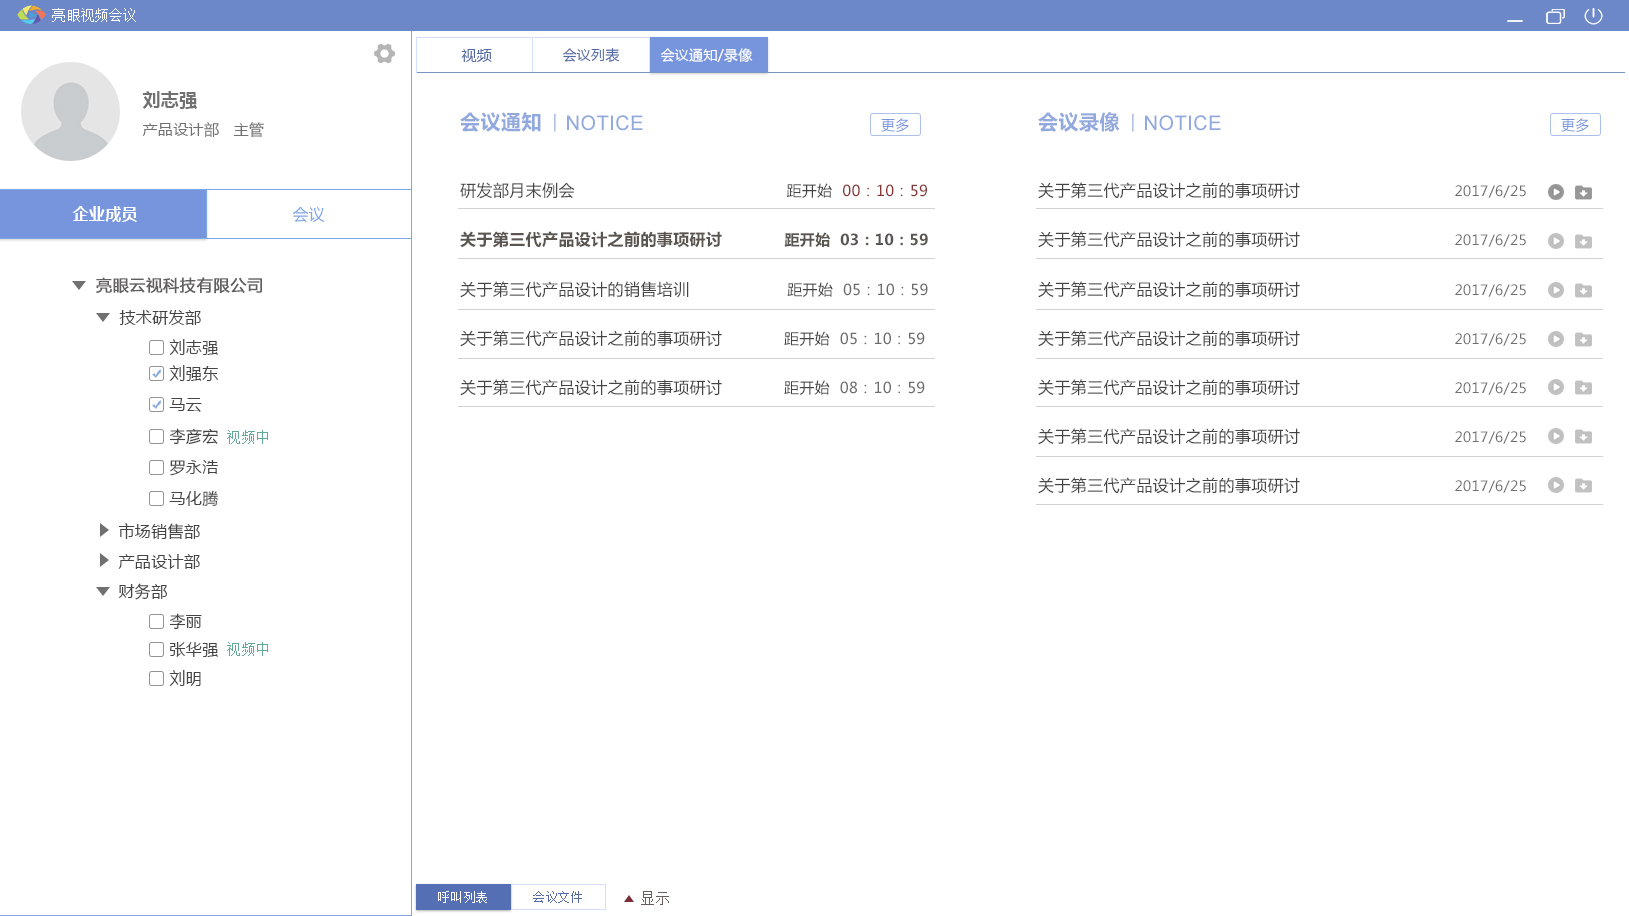 亮眼视频会议
刘志强
产品设计部 主管
企业成员 会议
亮眼云视科技有限公司
技术研发部
刘志强
刘强东
马云
李彦宏 视频中
罗永浩
马化腾
市场销售部
产品设计部
财务部
李丽
张华强 视频中
刘明
视频 会议列表 会议通知/录像
会议通知 | NOTICE 更多
研发部月末例会 距开始 00 : 10 : 59
关于第三代产品设计之前的事项研讨 距开始 03 : 10 : 59
关于第三代产品设计的销售培训 距开始 05 : 10 : 59
关于第三代产品设计之前的事项研讨 距开始 05 : 10 : 59
关于第三代产品设计之前的事项研讨 距开始 08 : 10 : 59
会议录像 | NOTICE 更多
关于第三代产品设计之前的事项研讨 2017/6/25
关于第三代产品设计之前的事项研讨 2017/6/25
关于第三代产品设计之前的事项研讨 2017/6/25
关于第三代产品设计之前的事项研讨 2017/6/25
关于第三代产品设计之前的事项研讨 2017/6/25
关于第三代产品设计之前的事项研讨 2017/6/25
关于第三代产品设计之前的事项研讨 2017/6/25
呼叫列表 会议文件 显示